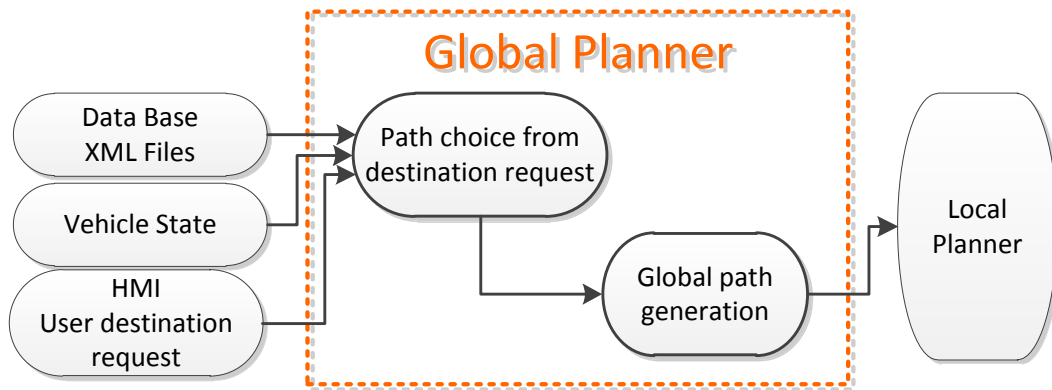 Global Planner
Data Base
XML Files
Vehicle State
HMI
User destination
request
Path choice from
destination request
Global path
generation
Local
Planner